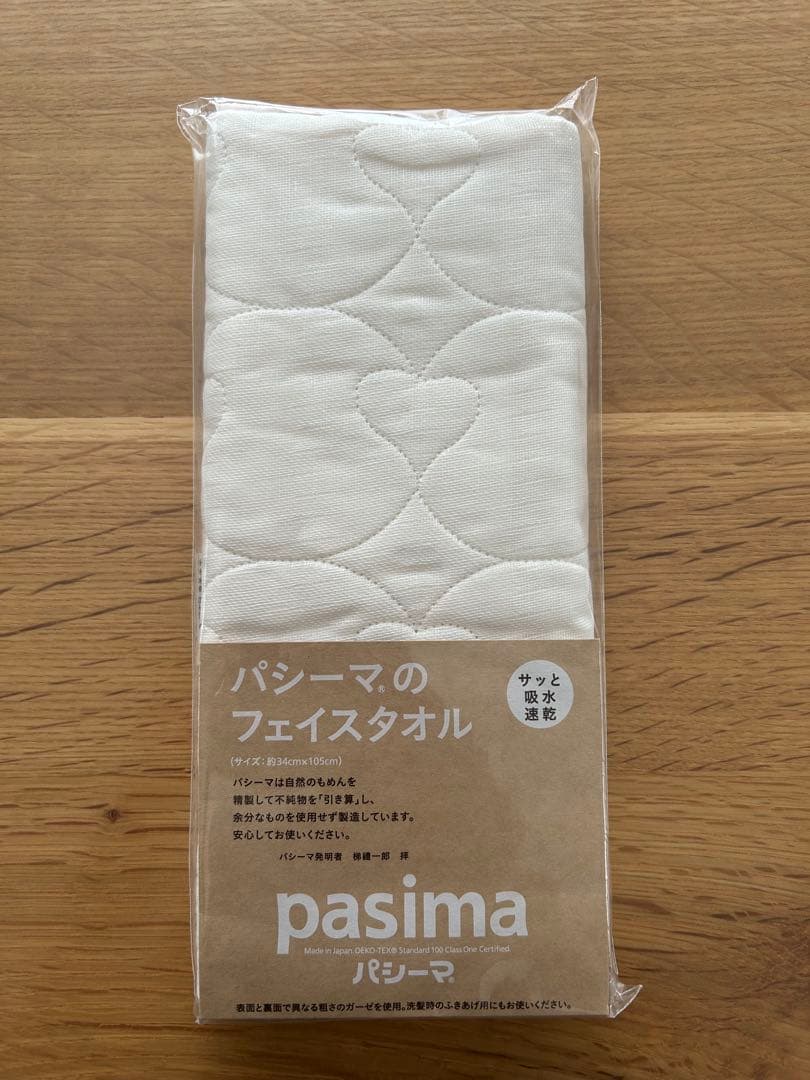 パシーマ®の
フェイスタオル
サッと
吸水
速乾
(サイズ:約34cm×105cm)
パシーマは自然のもめんを
精製して不純物を「引き算」し、
余分なものを使用せず製造しています。
安心してお使いください。
パシーマ発明者 梯禮一郎 拝
pasima
Made in Japan. OEKO-TEX® Standard 100 Class One Certified.
パシーマ®
表面と裏面で異なる粗さのガーゼを使用。洗髪時のふきあげ用にもお使いください。